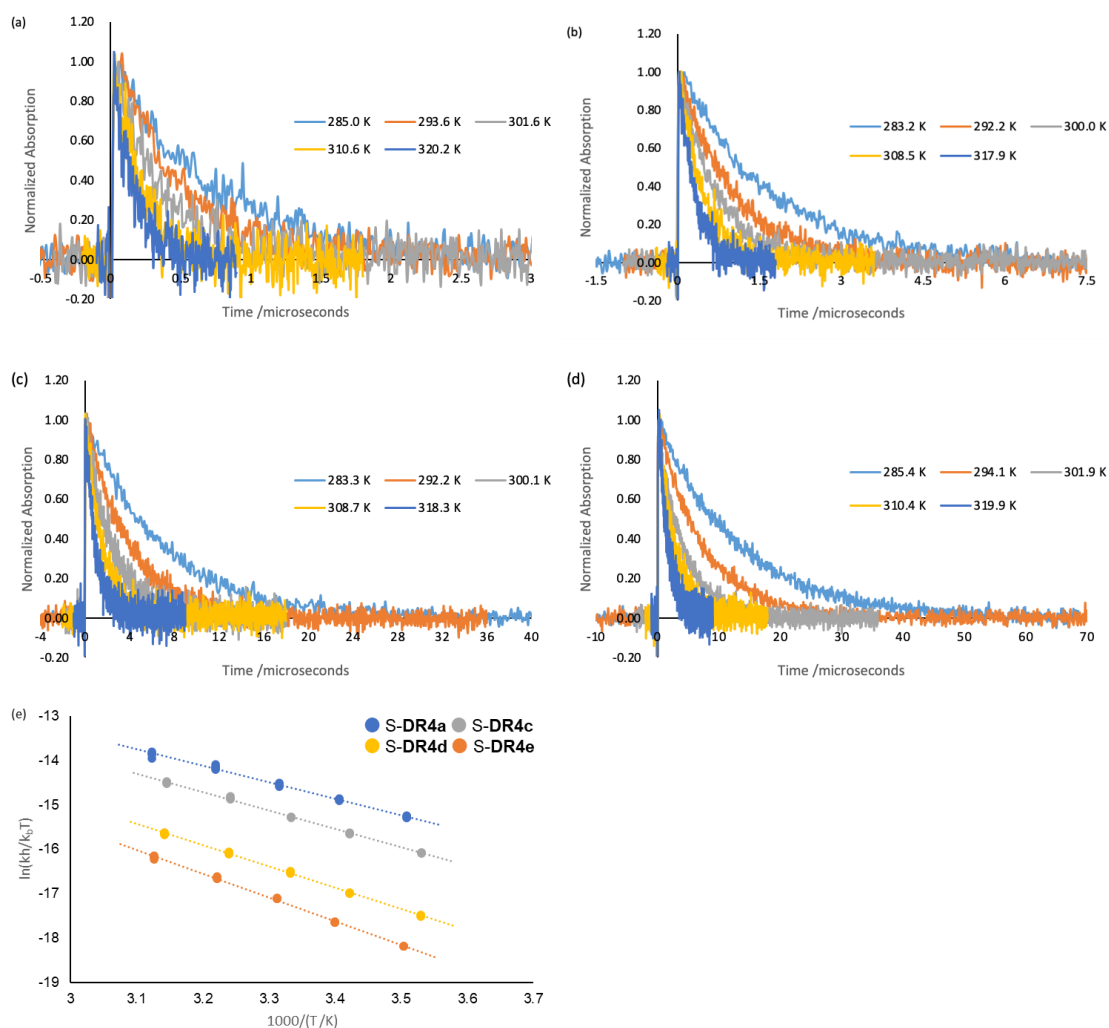 (a)
Normalized Absorption
1.20
1.00
0.80
0.60
0.40
0.20
0.00
-0.20
-0.5 0 0.5 1 1.5 2 2.5 3
285.0 K 293.6 K 301.6 K
310.6 K 320.2 K
Time /microseconds
(b)
Normalized Absorption
1.20
1.00
0.80
0.60
0.40
0.20
0.00
-0.20
-1.5 0 1.5 3 4.5 6 7.5
283.2 K 292.2 K 300.0 K
308.5 K 317.9 K
Time /microseconds
(c)
Normalized Absorption
1.20
1.00
0.80
0.60
0.40
0.20
0.00
-0.20
-4 0 4 8 12 16 20 24 28 32 36 40
283.3 K 292.2 K 300.1 K
308.7 K 318.3 K
Time /microseconds
(d)
Normalized Absorption
1.20
1.00
0.80
0.60
0.40
0.20
0.00
-0.20
-10 0 10 20 30 40 50 60 70
285.4 K 294.1 K 301.9 K
310.4 K 319.9 K
Time /microseconds
(e)
ln(kh/kbT)
-13
-14
-15
-16
-17
-18
-19
3 3.1 3.2 3.3 3.4 3.5 3.6 3.7
S-DR4a S-DR4c
S-DR4d S-DR4e
1000/(T/K)